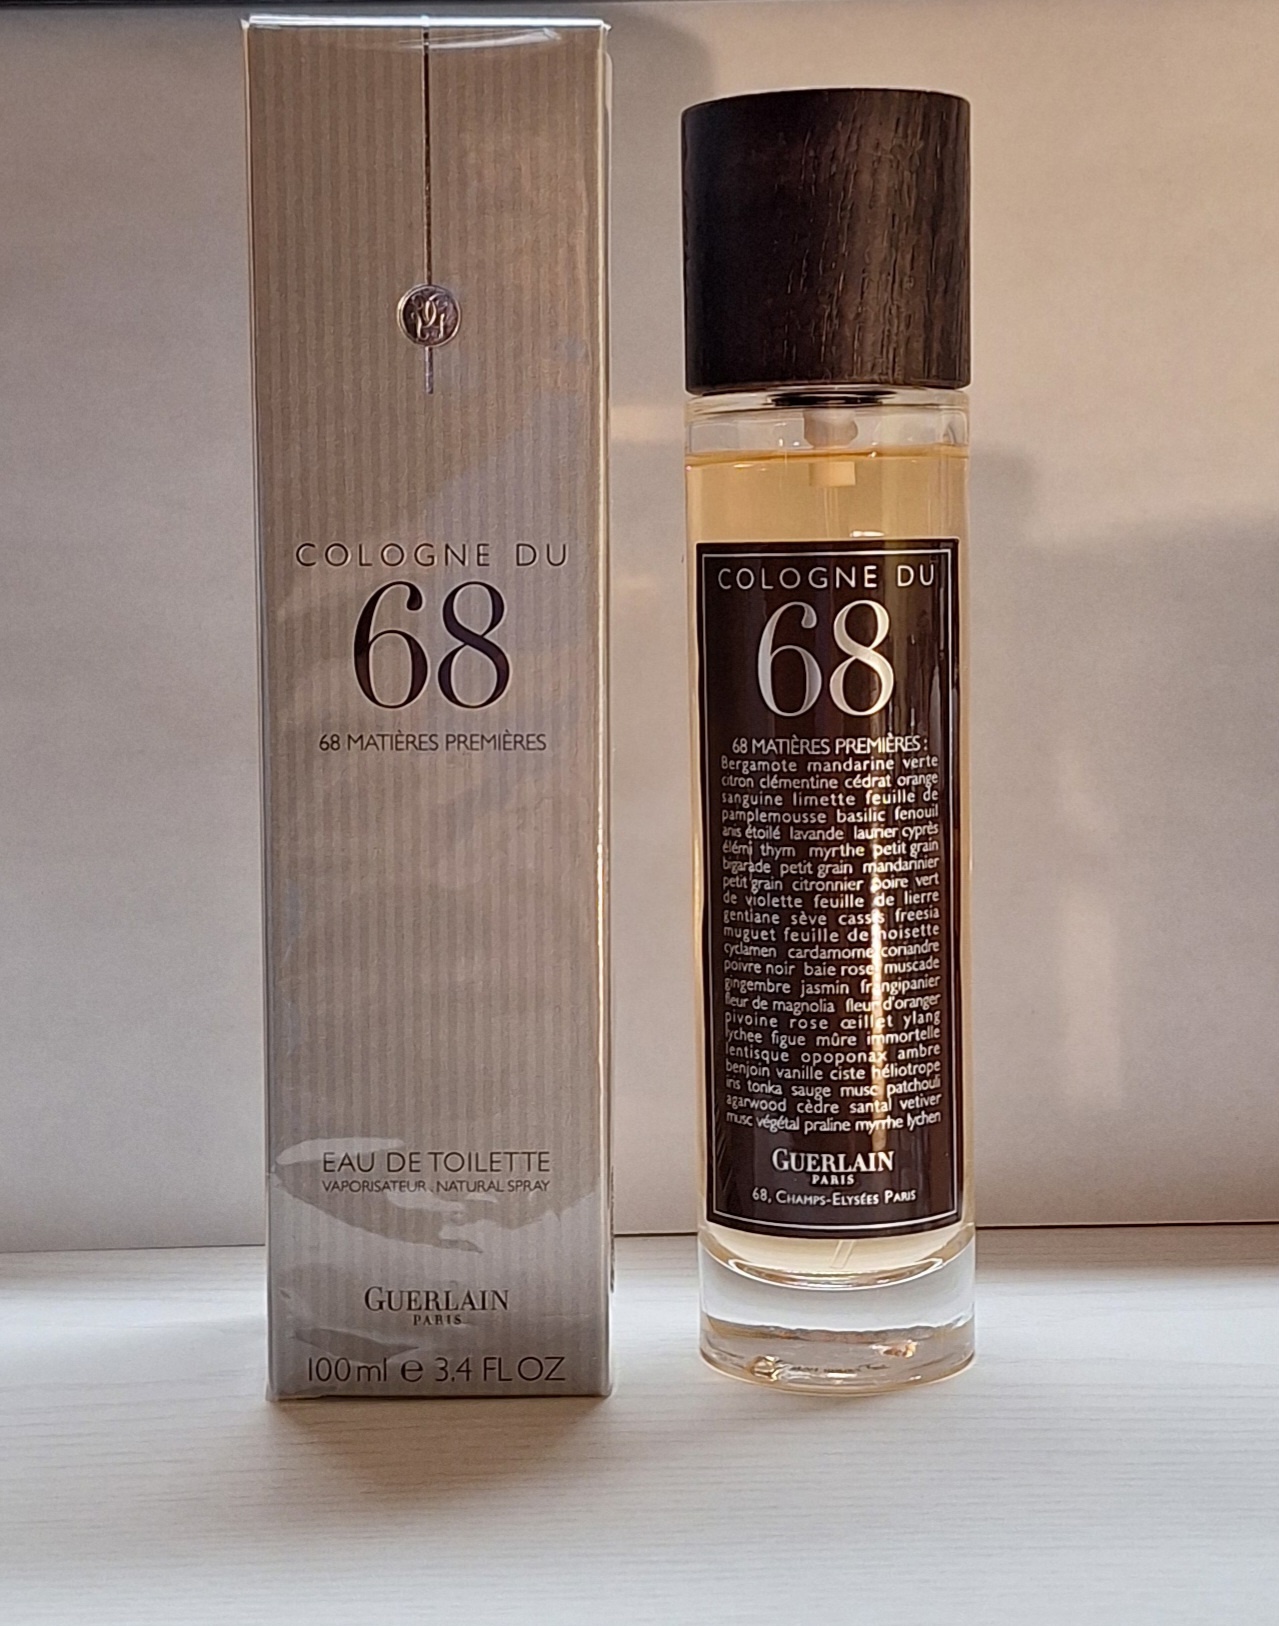 COLOGNE DU
68
68 MATIÈRES PREMIÈRES
EAU DE TOILETTE
VAPORISATEUR . NATURAL SPRAY
GUERLAIN
PARIS
100 ml e 3.4 FL OZ
COLOGNE DU
68
68 MATIÈRES PREMIÈRES :
Bergamote mandarine verte
citron clémentine cédrat orange
sanguine limette feuille de
pamplemousse basilic fenouil
anis étoilé lavande laurier cyprès
élémi thym myrthe petit grain
bigarade petit grain mandarinier
petit grain citronnier poire vert
de violette feuille de lierre
gentiane sève cassis freesia
muguet feuille de noisette
cyclamen cardamome coriandre
poivre noir baie rose muscade
gingembre jasmin frangipanier
fleur de magnolia fleur d'oranger
pivoine rose œillet ylang
lychee figue mûre immortelle
lentisque opoponax ambre
benjoin vanille ciste héliotrope
iris tonka sauge musc patchouli
agarwood cèdre santal vetiver
musc végétal praline myrrhe lychen
GUERLAIN
PARIS
68, CHAMPS-ELYSÉES PARIS